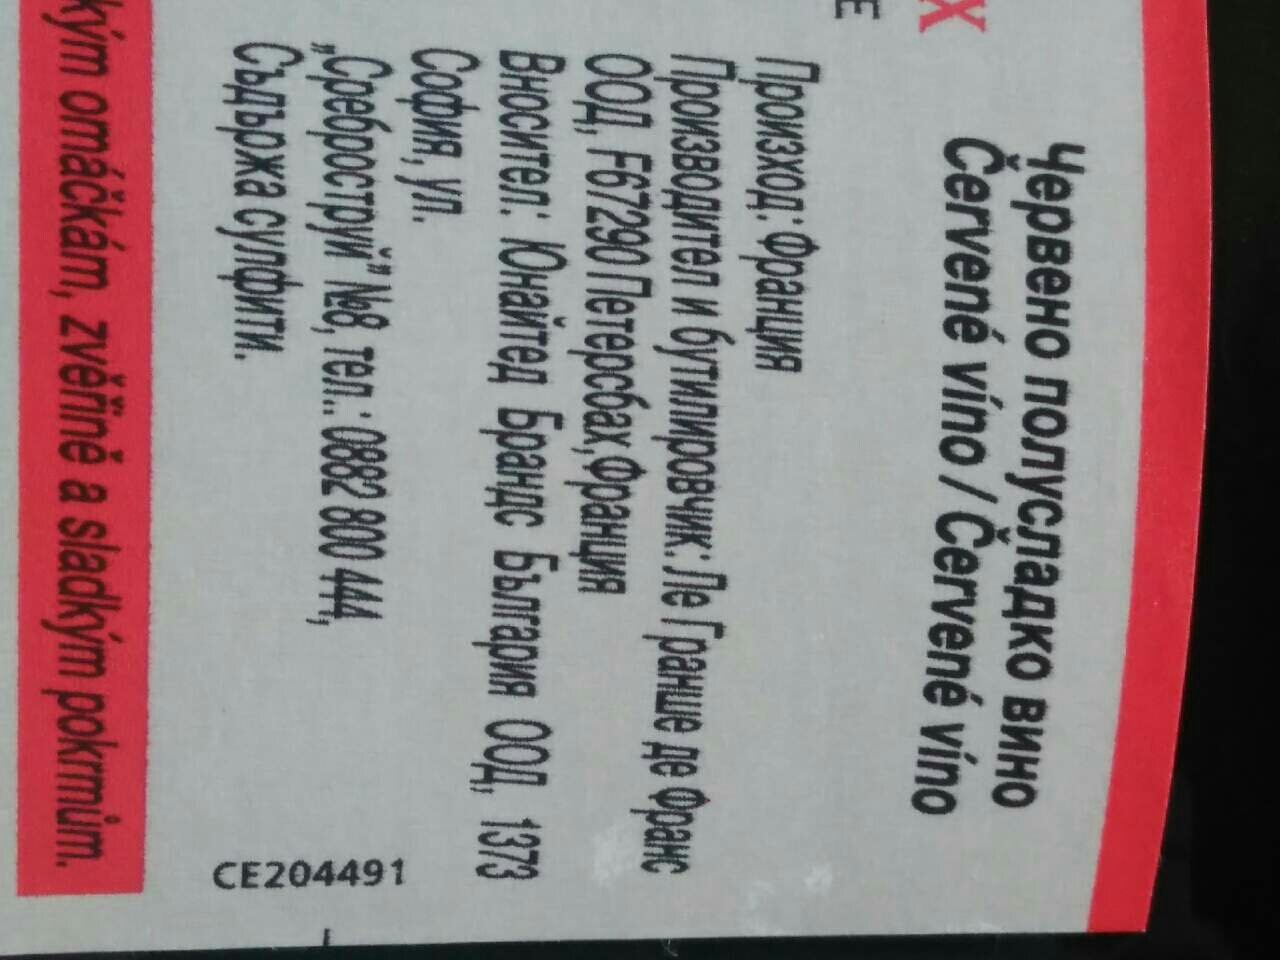 X
E
Червено полусладко вино
Červené víno / Červené víno
Произход: Франция
Производител и бутилировчик: Ле Гранше де Франс
ООД, F67290 Петерсбах, Франция
Вносител: Юнайтед Брандс България ООД, 1373
София, ул.
„Среброструй" №8, тел.: 0882 800 444,
Съдържа сулфити.
kým omáčkám, zvěřině a sladkým pokrmům.
CE204491